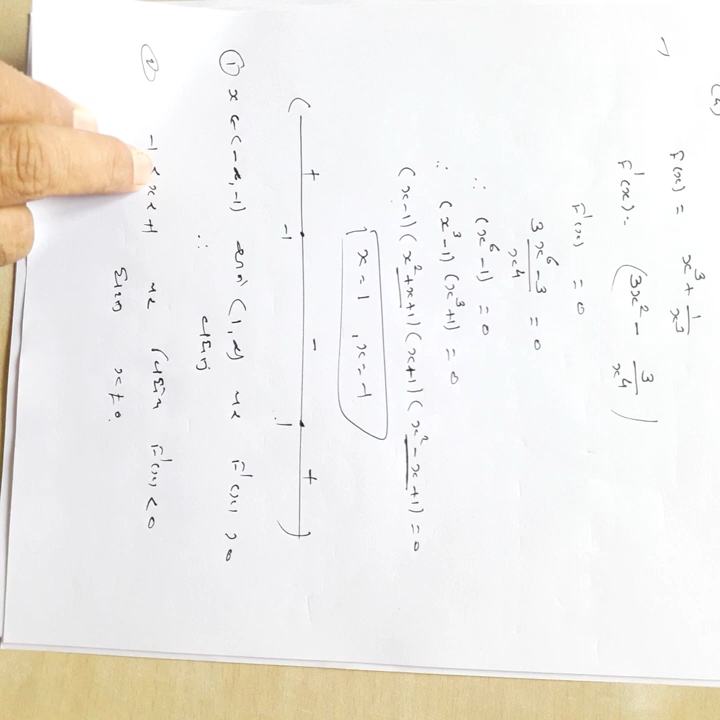 (4)
→ F(x) = x³ + 1/x³
F'(x) = (3x² - 3/x⁴)
F'(x) = 0
(3x⁶ - 3)/x⁴ = 0
∴ (x⁶ - 1) = 0
∴ (x³ - 1) (x³ + 1) = 0
(x - 1) (x² + x + 1) (x + 1) (x² - x + 1) = 0
x = 1 , x = -1
+ -1 - 1 +
① x ∈ (-∞, -1) અને (1, ∞) પર F'(x) > 0
∴
② -1 < x < +1 પર F'(x) < 0
x ≠ 0.